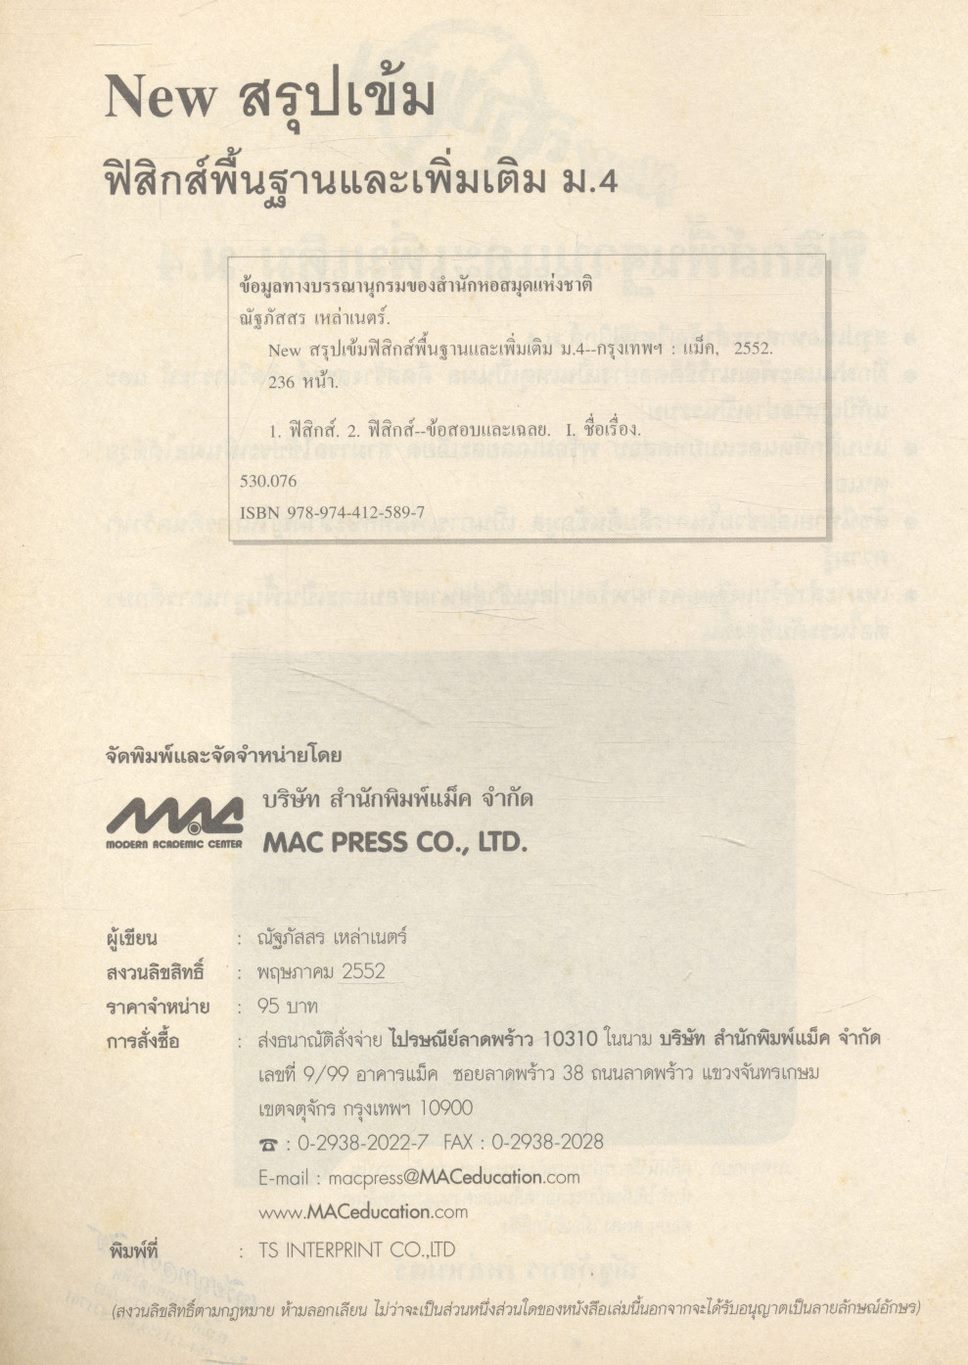 New สรุปเข้ม
ฟิสิกส์พื้นฐานและเพิ่มเติม ม.4
ข้อมูลทางบรรณานุกรมของสำนักหอสมุดแห่งชาติ
ณัฐภัสสร เหล่าเนตร์.
New สรุปเข้มฟิสิกส์พื้นฐานและเพิ่มเติม ม.4--กรุงเทพฯ : แม็ค, 2552.
236 หน้า.
1. ฟิสิกส์. 2. ฟิสิกส์--ข้อสอบและเฉลย. I. ชื่อเรื่อง.
530.076
ISBN 978-974-412-589-7
จัดพิมพ์และจัดจำหน่ายโดย
MAC
MODERN ACADEMIC CENTER
บริษัท สำนักพิมพ์แม็ค จำกัด
MAC PRESS CO., LTD.
ผู้เขียน : ณัฐภัสสร เหล่าเนตร์
สงวนลิขสิทธิ์ : พฤษภาคม 2552
ราคาจำหน่าย : 95 บาท
การสั่งซื้อ : ส่งธนาณัติสั่งจ่าย ไปรษณีย์ลาดพร้าว 10310 ในนาม บริษัท สำนักพิมพ์แม็ค จำกัด
เลขที่ 9/99 อาคารแม็ค ซอยลาดพร้าว 38 ถนนลาดพร้าว แขวงจันทรเกษม
เขตจตุจักร กรุงเทพฯ 10900
☎ : 0-2938-2022-7 FAX : 0-2938-2028
E-mail : macpress@MACeducation.com
www.MACeducation.com
พิมพ์ที่ : TS INTERPRINT CO.,LTD
(สงวนลิขสิทธิ์ตามกฎหมาย ห้ามลอกเลียน ไม่ว่าจะเป็นส่วนหนึ่งส่วนใดของหนังสือเล่มนี้นอกจากจะได้รับอนุญาตเป็นลายลักษณ์อักษร)